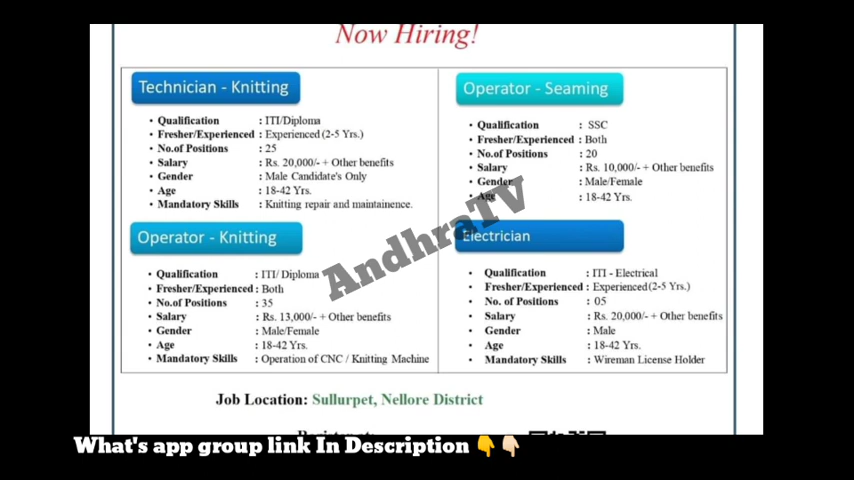 Now Hiring!
Technician - Knitting
• Qualification : ITI/Diploma
• Fresher/Experienced : Experienced (2-5 Yrs.)
• No.of Positions : 25
• Salary : Rs. 20,000/- + Other benefits
• Gender : Male Candidate's Only
• Age : 18-42 Yrs.
• Mandatory Skills : Knitting repair and maintainence.
Operator - Seaming
• Qualification : SSC
• Fresher/Experienced : Both
• No.of Positions : 20
• Salary : Rs. 10,000/- + Other benefits
• Gender : Male/Female
• Age : 18-42 Yrs.
Operator - Knitting
• Qualification : ITI/ Diploma
• Fresher/Experienced : Both
• No.of Positions : 35
• Salary : Rs. 13,000/- + Other benefits
• Gender : Male/Female
• Age : 18-42 Yrs.
• Mandatory Skills : Operation of CNC / Knitting Machine
Electrician
• Qualification : ITI - Electrical
• Fresher/Experienced : Experienced (2-5 Yrs.)
• No. of Positions : 05
• Salary : Rs. 20,000/- + Other benefits
• Gender : Male
• Age : 18-42 Yrs.
• Mandatory Skills : Wireman License Holder
AndhraTV
Job Location: Sullurpet, Nellore District
What's app group link In Description 👇👇🏻